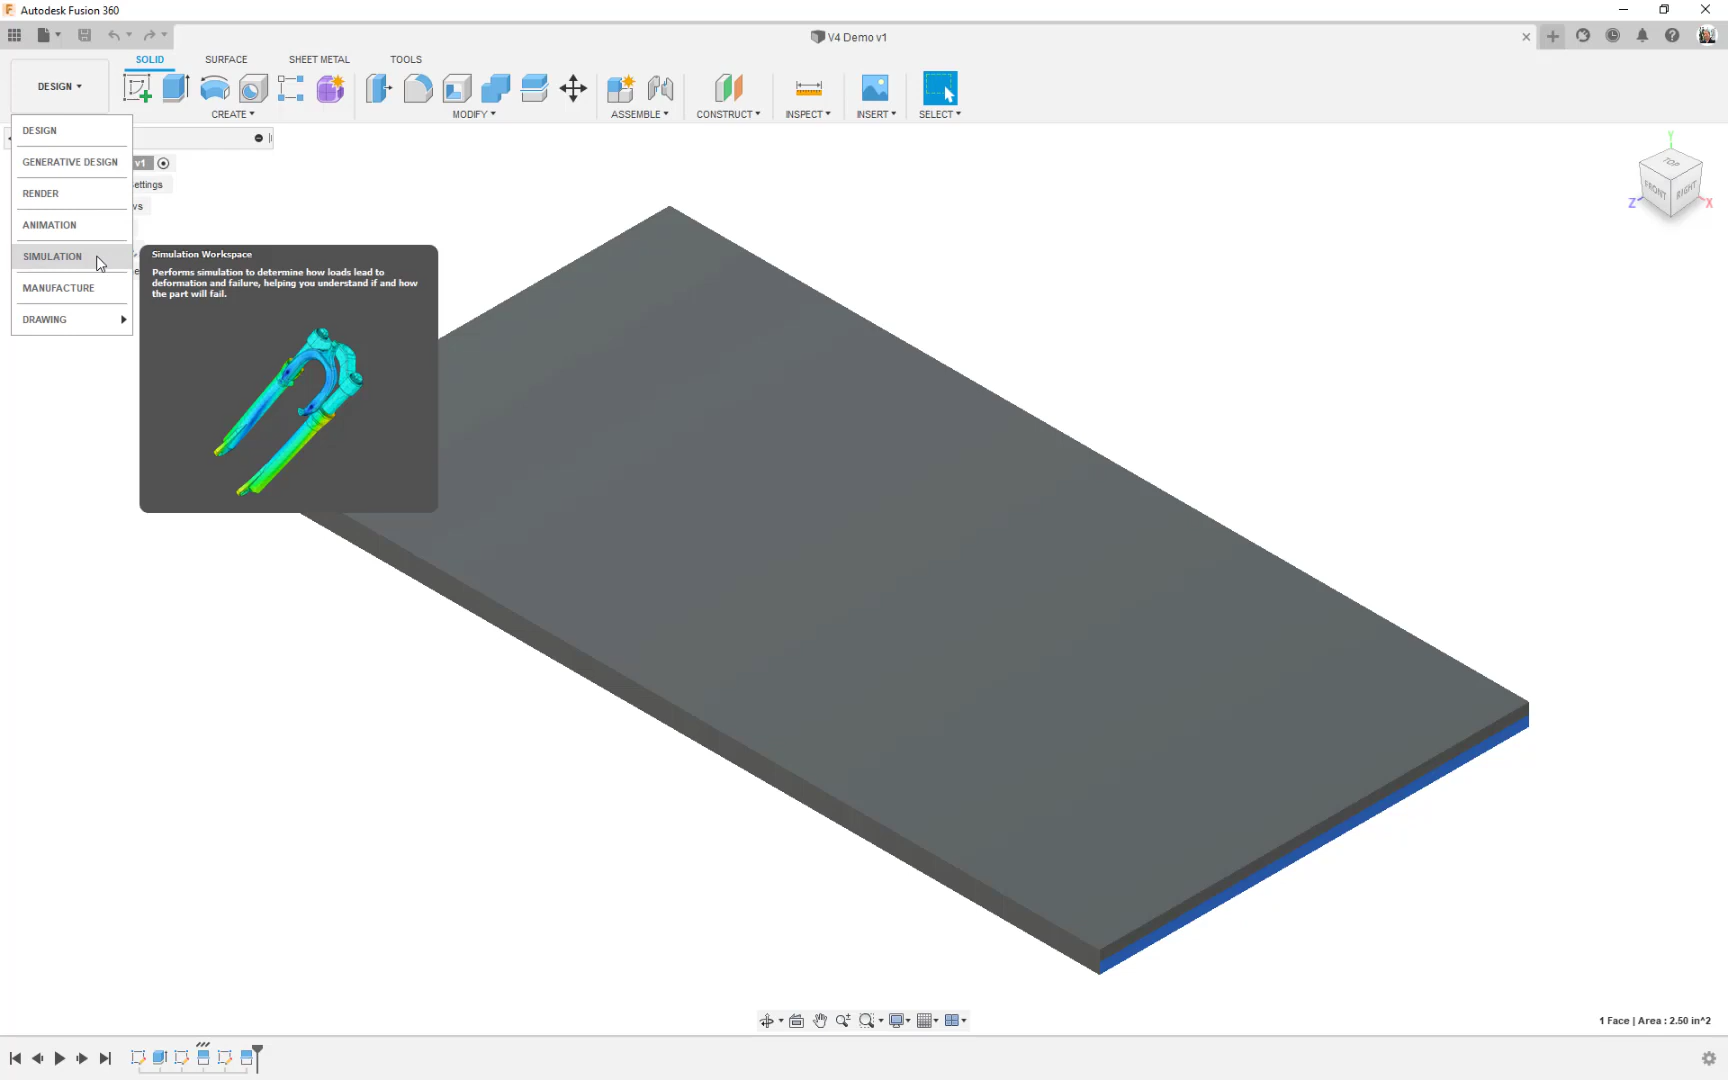 Autodesk Fusion 360
V4 Demo v1
SOLID
SURFACE
SHEET METAL
TOOLS
DESIGN
CREATE
MODIFY
ASSEMBLE
CONSTRUCT
INSPECT
INSERT
SELECT
DESIGN
GENERATIVE DESIGN
v1
ettings
RENDER
vs
ANIMATION
SIMULATION
MANUFACTURE
DRAWING
Simulation Workspace
Performs simulation to determine how loads lead to
deformation and failure, helping you understand if and how
the part will fail.
Y
TOP
FRONT
RIGHT
Z
X
1 Face | Area : 2.50 in^2